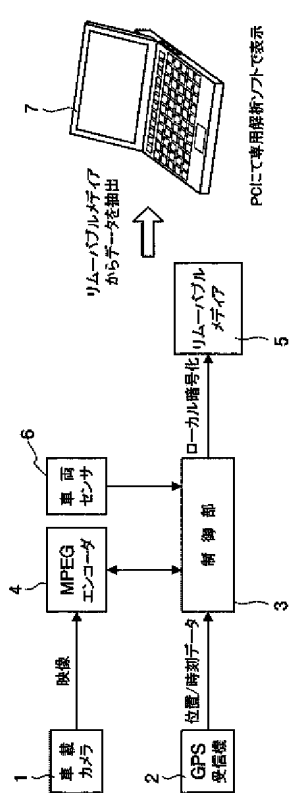 1
車載
カメラ
映像
4
MPEG
エンコーダ
6
車両
センサ
2
GPS
受信機
位置/時刻データ
3
制御部
ローカル暗号化
5
リムーバブル
メディア
リムーバブルメディア
からデータを抽出
7
PCにて専用解析ソフトで表示